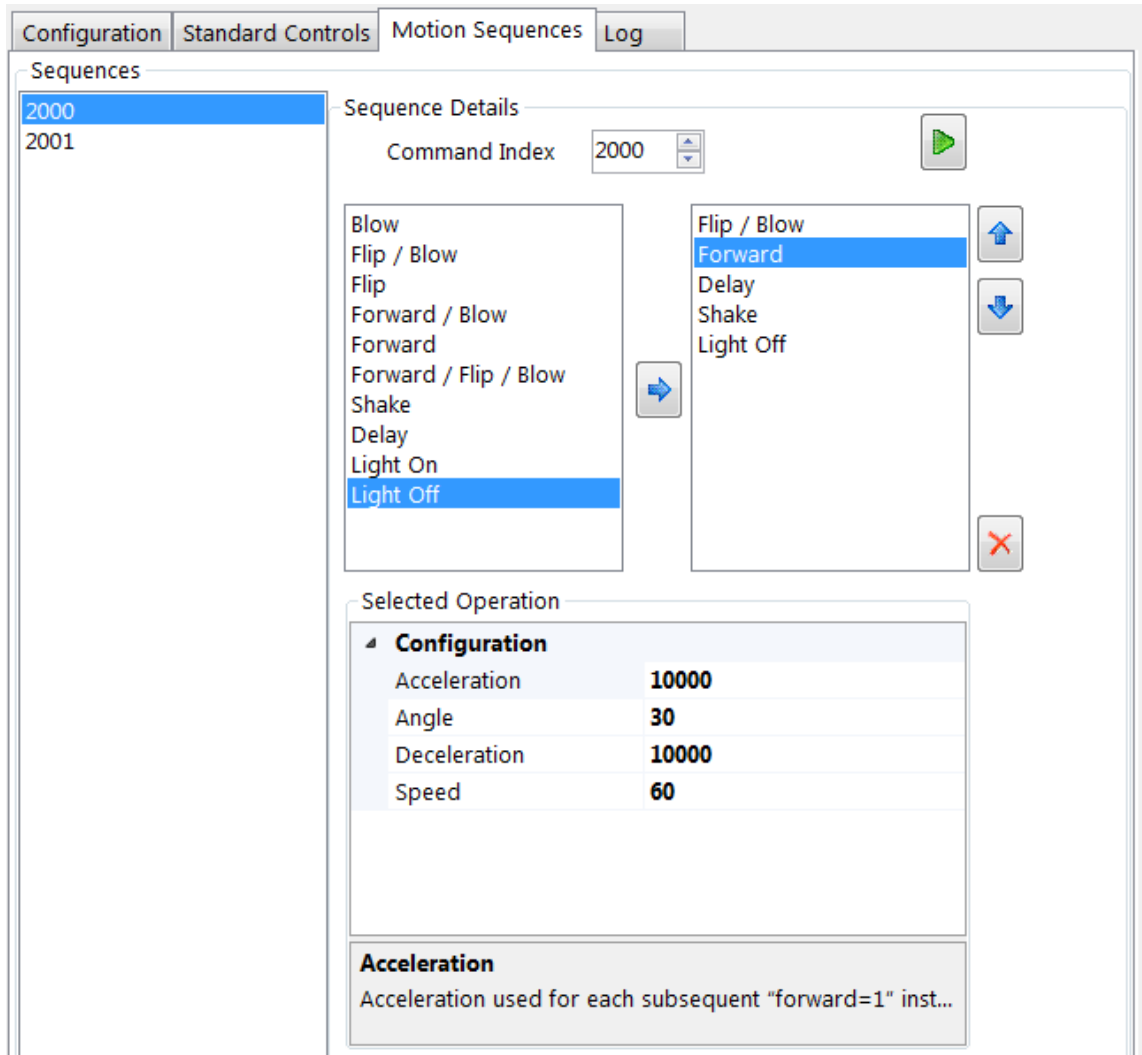 Configuration Standard Controls Motion Sequences Log
Sequences
2000
2001
Sequence Details
Command Index 2000
Blow
Flip / Blow
Flip
Forward / Blow
Forward
Forward / Flip / Blow
Shake
Delay
Light On
Light Off
Flip / Blow
Forward
Delay
Shake
Light Off
Selected Operation
Configuration
Acceleration 10000
Angle 30
Deceleration 10000
Speed 60
Acceleration
Acceleration used for each subsequent “forward=1” inst...